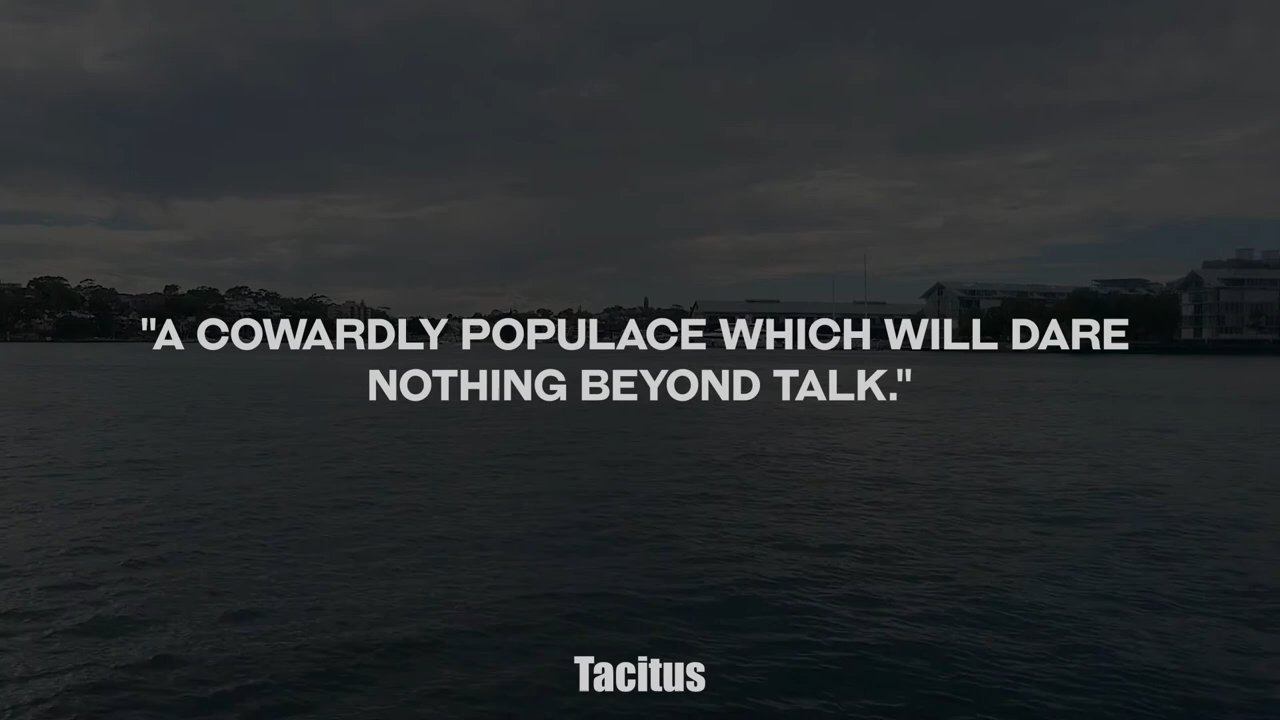 "A COWARDLY POPULACE WHICH WILL DARE
NOTHING BEYOND TALK."
Tacitus